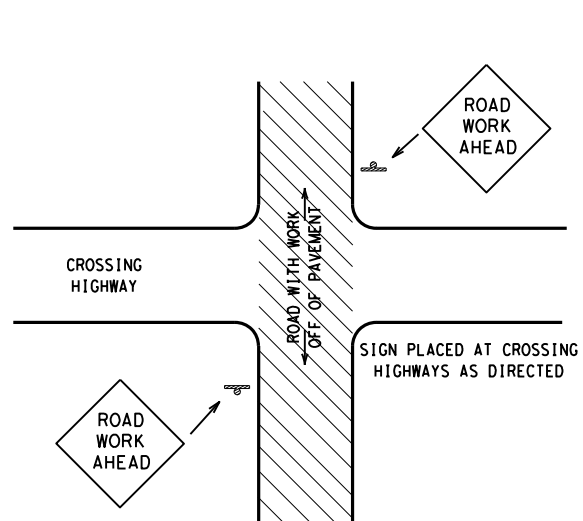 ROAD
WORK
AHEAD
ROAD WITH WORK
OFF OF PAVEMENT
CROSSING
HIGHWAY
SIGN PLACED AT CROSSING
HIGHWAYS AS DIRECTED
ROAD
WORK
AHEAD